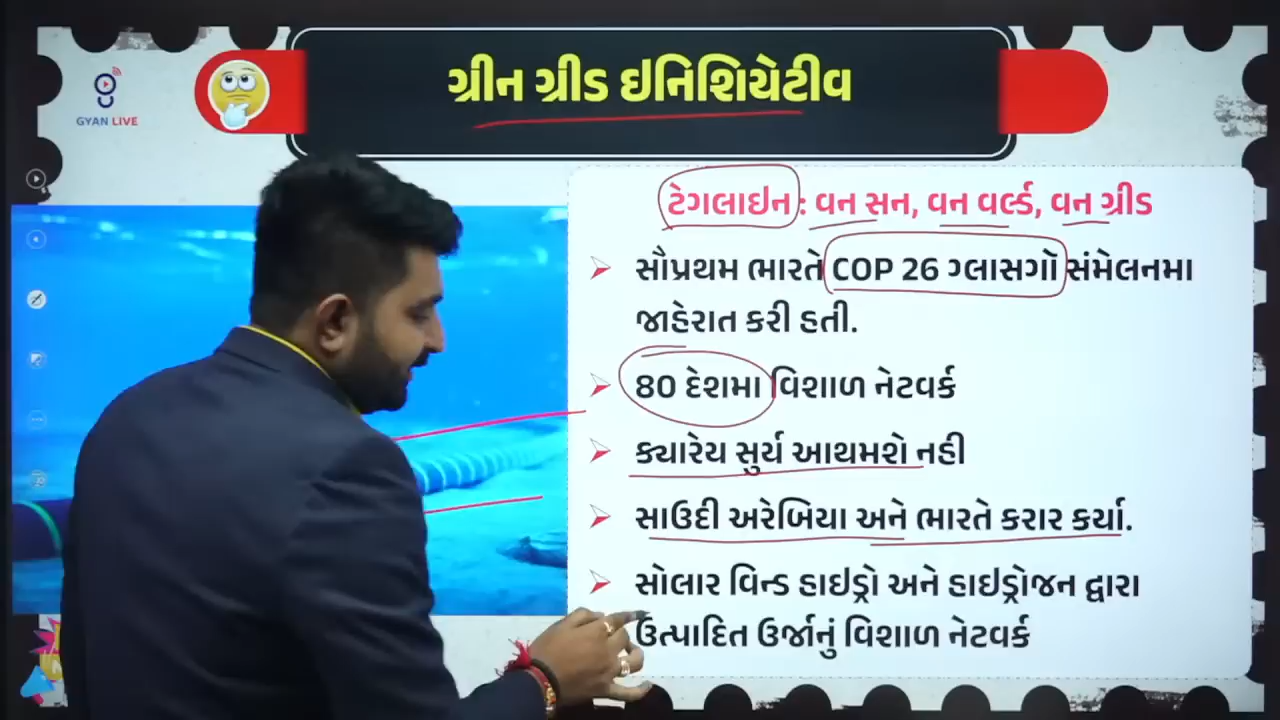 ગ્રીન ગ્રીડ ઇનિશિયેટીવ
GYAN LIVE
ટેગલાઇન : વન સન, વન વર્લ્ડ, વન ગ્રીડ
સૌપ્રથમ ભારતે COP 26 ગ્લાસગો સંમેલનમા
જાહેરાત કરી હતી.
80 દેશમા વિશાળ નેટવર્ક
ક્યારેય સુર્ય આથમશે નહી
સાઉદી અરેબિયા અને ભારતે કરાર કર્યા.
સોલાર વિન્ડ હાઇડ્રો અને હાઇડ્રોજન દ્વારા
ઉત્પાદિત ઉર્જાનું વિશાળ નેટવર્ક